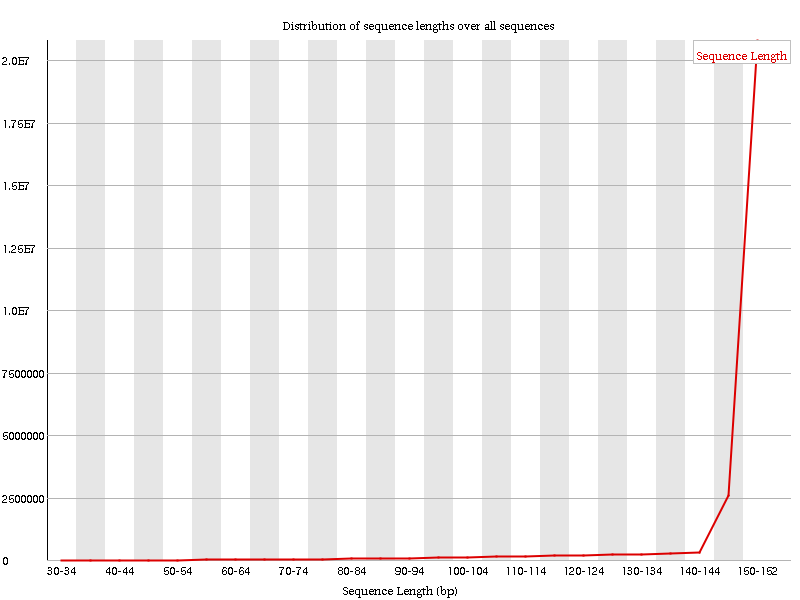 Distribution of sequence lengths over all sequences
2.0E7
Sequence Length
1.75E7
1.5E7
1.25E7
1.0E7
7500000
5000000
2500000
0
30-34 40-44 50-54 60-64 70-74 80-84 90-94 100-104 110-114 120-124 130-134 140-144 150-152
Sequence Length (bp)